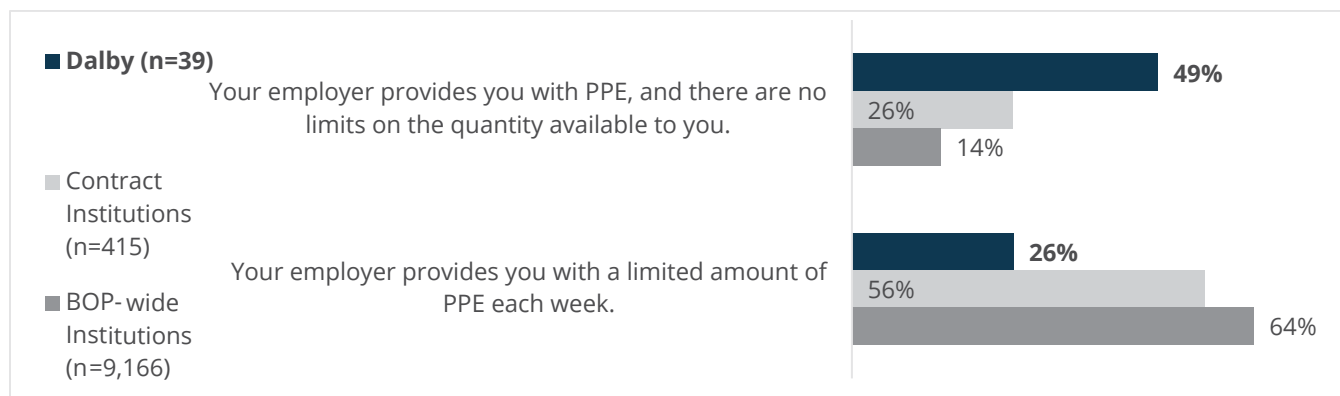 Dalby (n=39)
Your employer provides you with PPE, and there are no
limits on the quantity available to you.
49%
26%
14%
Contract
Institutions
(n=415)
Your employer provides you with a limited amount of
PPE each week.
26%
56%
64%
BOP- wide
Institutions
(n=9,166)